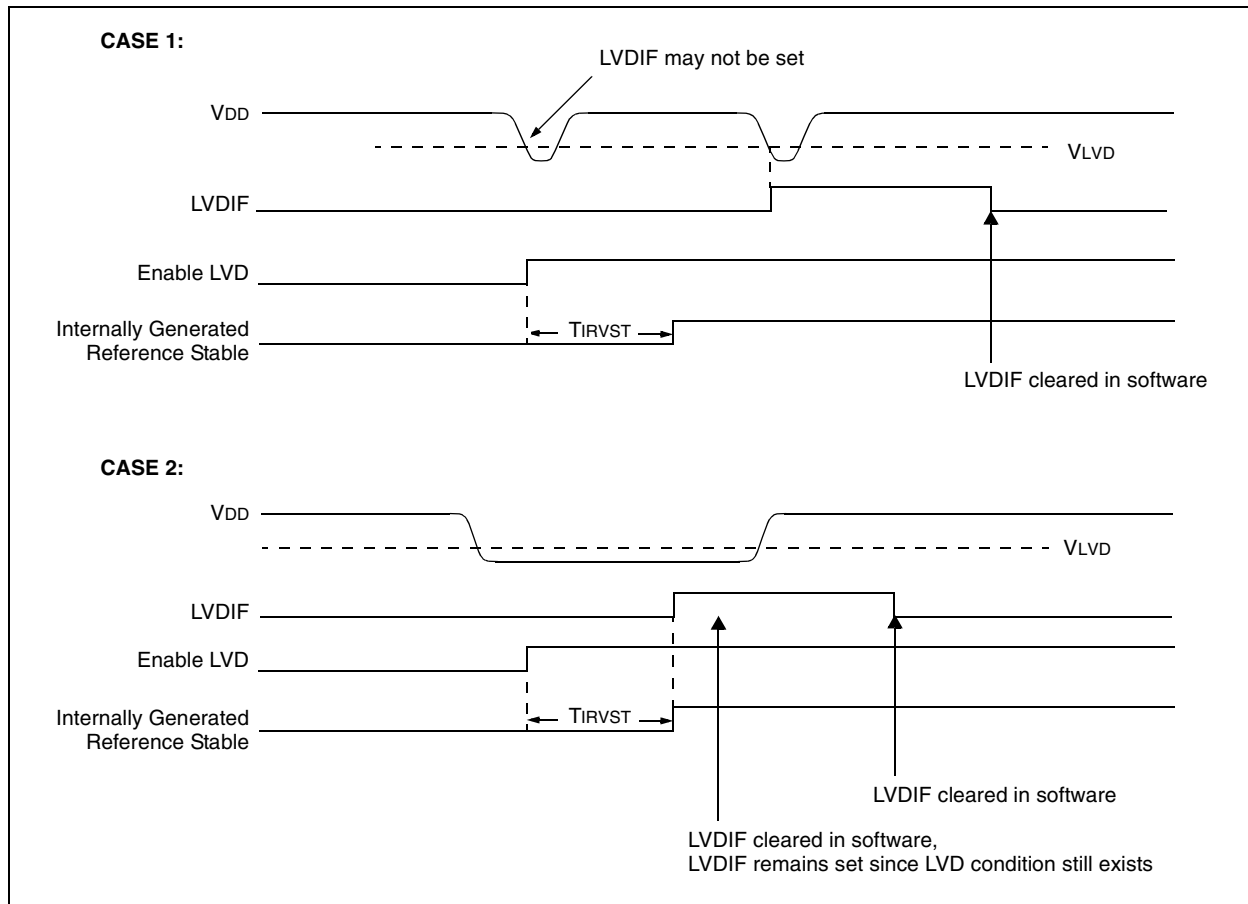 CASE 1:
LVDIF may not be set
VDD
VLVD
LVDIF
Enable LVD
Internally Generated
Reference Stable
TIRVST
LVDIF cleared in software
CASE 2:
VDD
VLVD
LVDIF
Enable LVD
Internally Generated
Reference Stable
TIRVST
LVDIF cleared in software
LVDIF cleared in software,
LVDIF remains set since LVD condition still exists